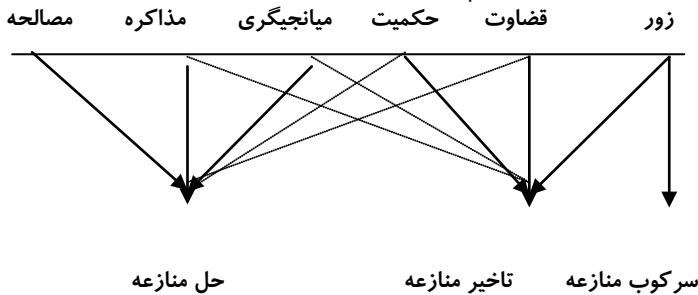 زور قضاوت حکمیت میانجیگری مذاکره مصالحه
سرکوب منازعه تاخیر منازعه حل منازعه